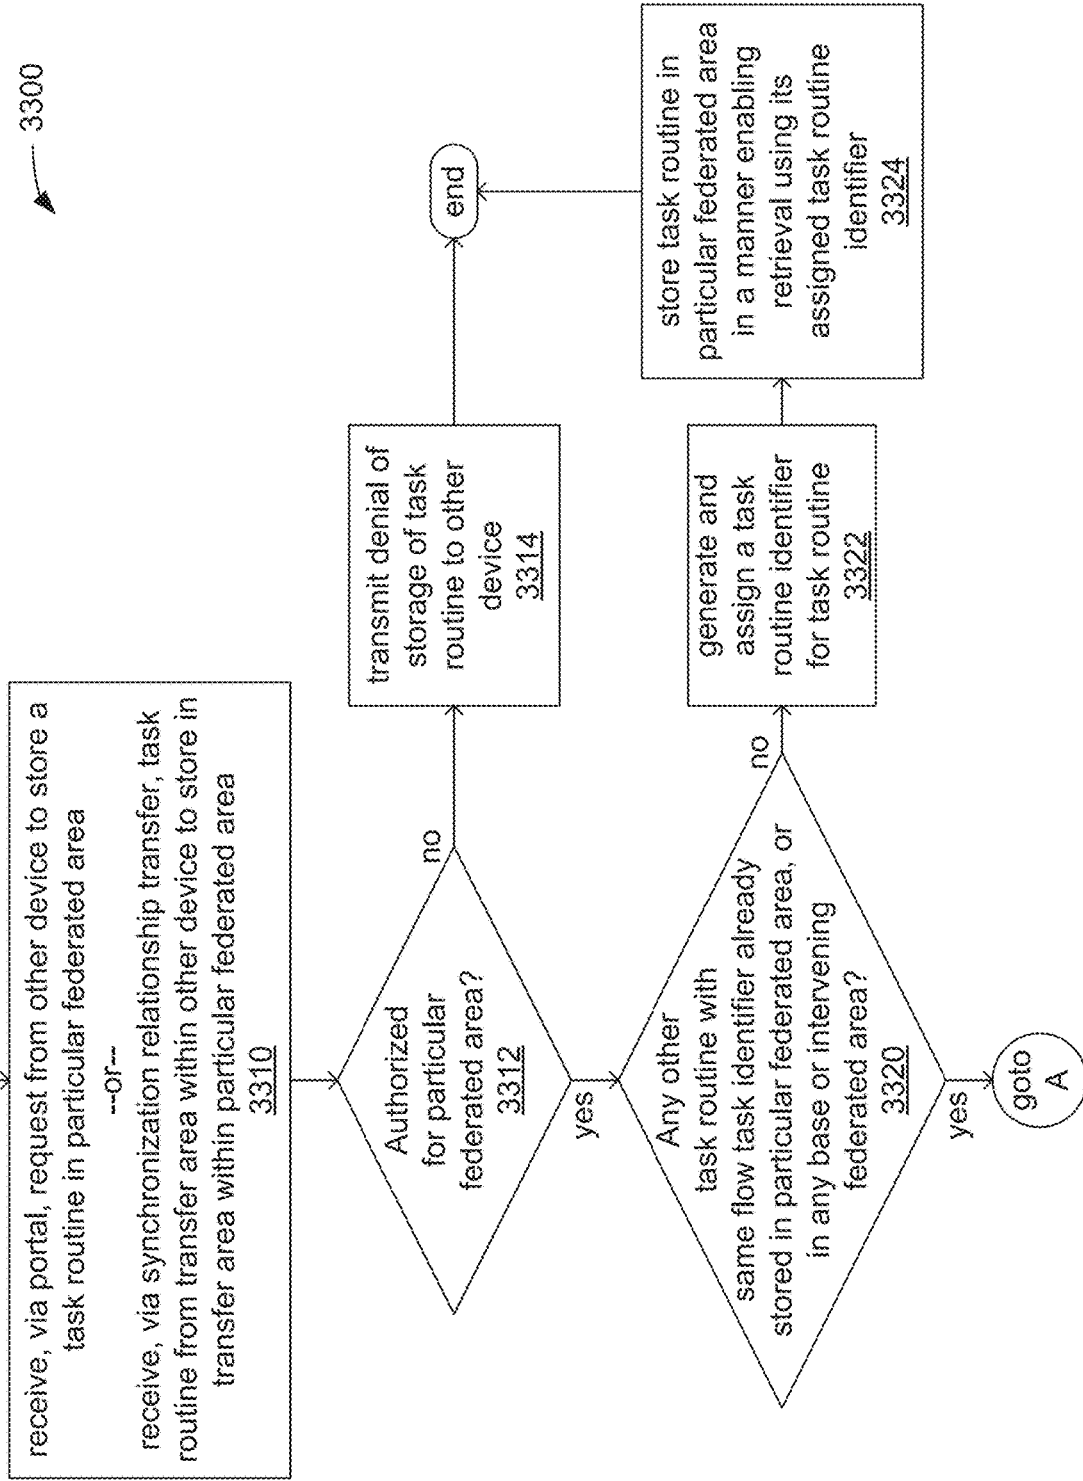 3300
receive, via portal, request from other device to store a
task routine in particular federated area
---or---
receive, via synchronization relationship transfer, task
routine from transfer area within other device to store in
transfer area within particular federated area
3310
Authorized
for particular
federated area?
3312
no
yes
transmit denial of
storage of task
routine to other
device
3314
end
Any other
task routine with
same flow task identifier already
stored in particular federated area, or
in any base or intervening
federated area?
3320
no
yes
generate and
assign a task
routine identifier
for task routine
3322
store task routine in
particular federated area
in a manner enabling
retrieval using its
assigned task routine
identifier
3324
goto
A